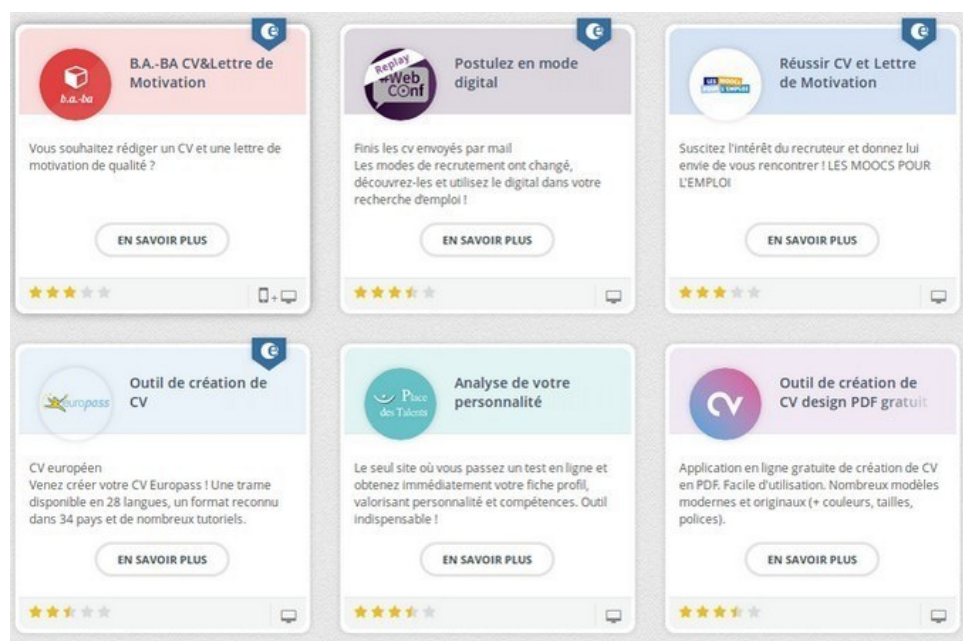 B.A.-BA CV&Lettre de
Motivation
b.a.-ba
Vous souhaitez rédiger un CV et une lettre de
motivation de qualité ?
EN SAVOIR PLUS
Postulez en mode
digital
Replay
#Web
COnf
Finis les cv envoyés par mail
Les modes de recrutement ont changé,
découvrez-les et utilisez le digital dans votre
recherche d'emploi !
EN SAVOIR PLUS
Réussir CV et Lettre
de Motivation
LES MOOCS
POUR L'EMPLOI
Suscitez l'intérêt du recruteur et donnez lui
envie de vous rencontrer ! LES MOOCS POUR
L'EMPLOI
EN SAVOIR PLUS
Outil de création de
CV
europass
CV européen
Venez créer votre CV Europass ! Une trame
disponible en 28 langues, un format reconnu
dans 34 pays et de nombreux tutoriels.
EN SAVOIR PLUS
Analyse de votre
personnalité
Place
des Talents
Le seul site où vous passez un test en ligne et
obtenez immédiatement votre fiche profil,
valorisant personnalité et compétences. Outil
indispensable !
EN SAVOIR PLUS
Outil de création de
CV design PDF gratuit
CV
Application en ligne gratuite de création de CV
en PDF. Facile d'utilisation. Nombreux modèles
modernes et originaux (+ couleurs, tailles,
polices).
EN SAVOIR PLUS